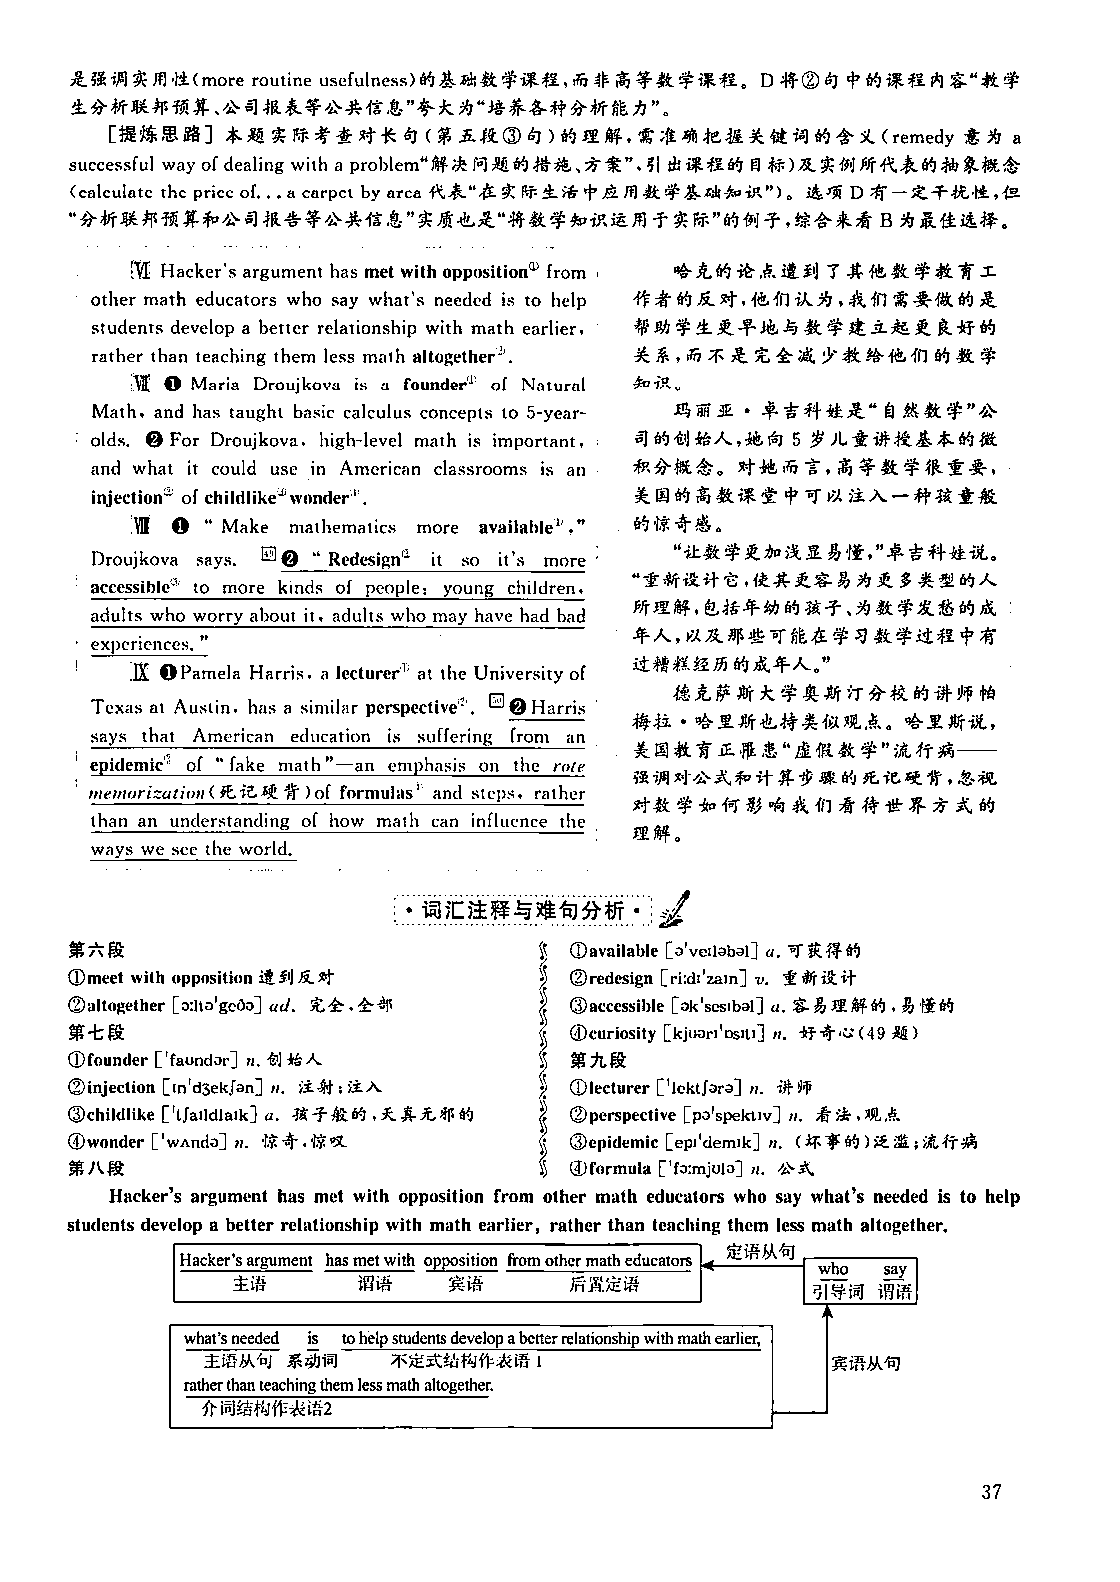 是强调实用性(more routine usefulness)的基础数学课程,而非高等数学课程。D将②句中的课程内容“教学
生分析联邦预算、公司报表等公共信息”夸大为“培养各种分析能力”。
[提炼思路]本题实际考查对长句(第五段③句)的理解,需准确把握关键词的含义(remedy 意为 a
successful way of dealing with a problem“解决问题的措施、方案”,引出课程的目标)及实例所代表的抽象概念
(calculate the price of...a carpet by area 代表“在实际生活中应用数学基础知识”)。选项D有一定干扰性,但
“分析联邦预算和公司报告等公共信息”实质也是“将数学知识运用于实际”的例子,综合来看B为最佳选择。
Ⅵ Hacker's argument has met with opposition① from
other math educators who say what's needed is to help
students develop a better relationship with math earlier,
rather than teaching them less math altogether②.
Ⅶ ❶ Maria Droujkova is a founder① of Natural
Math, and has taught basic calculus concepts to 5-year-
olds. ❷ For Droujkova, high-level math is important,
and what it could use in American classrooms is an
injection② of childlike③ wonder④.
Ⅷ ❶ “Make mathematics more available①,”
Droujkova says. [49] ❷ “Redesign② it so it's more
accessible③ to more kinds of people: young children,
adults who worry about it, adults who may have had bad
experiences.”
Ⅸ ❶Pamela Harris, a lecturer① at the University of
Texas at Austin, has a similar perspective②. [50] ❷Harris
says that American education is suffering from an
epidemic③ of “fake math”—an emphasis on the rote
memorization(死记硬背)of formulas④ and steps, rather
than an understanding of how math can influence the
ways we see the world.
哈克的论点遭到了其他数学教育工
作者的反对,他们认为,我们需要做的是
帮助学生更早地与数学建立起更良好的
关系,而不是完全减少教给他们的数学
知识。
玛丽亚·卓吉科娃是“自然数学”公
司的创始人,她向5岁儿童讲授基本的微
积分概念。对她而言,高等数学很重要,
美国的高数课堂中可以注入一种孩童般
的惊奇感。
“让数学更加浅显易懂,”卓吉科娃说。
“重新设计它,使其更容易为更多类型的人
所理解,包括年幼的孩子、为数学发愁的成
年人,以及那些可能在学习数学过程中有
过糟糕经历的成年人。”
德克萨斯大学奥斯汀分校的讲师帕
梅拉·哈里斯也持类似观点。哈里斯说,
美国教育正罹患“虚假数学”流行病——
强调对公式和计算步骤的死记硬背,忽视
对数学如何影响我们看待世界方式的
理解。
·词汇注释与难句分析·
第六段
①meet with opposition 遭到反对
②altogether [ɔːltə'geðə] ad. 完全,全部
第七段
①founder ['faʊndər] n. 创始人
②injection [ɪn'dʒekʃən] n. 注射;注入
③childlike ['tʃaɪldlaɪk] a. 孩子般的,天真无邪的
④wonder ['wʌndə] n. 惊奇,惊叹
第八段
①available [ə'veɪləbəl] a. 可获得的
②redesign [riːdɪ'zaɪn] v. 重新设计
③accessible [ək'sesɪbəl] a. 容易理解的,易懂的
④curiosity [kjʊərɪ'ɒsɪtɪ] n. 好奇心(49题)
第九段
①lecturer ['lektʃərə] n. 讲师
②perspective [pə'spektɪv] n. 看法,观点
③epidemic [epɪ'demɪk] n. (坏事的)泛滥;流行病
④formula ['fɔːmjʊlə] n. 公式
Hacker's argument has met with opposition from other math educators who say what's needed is to help
students develop a better relationship with math earlier, rather than teaching them less math altogether.
Hacker's argument has met with opposition from other math educators
主语 谓语 宾语 后置定语
定语从句
who say
引导词 谓语
what's needed is to help students develop a better relationship with math earlier,
主语从句 系动词 不定式结构作表语1
rather than teaching them less math altogether.
介词结构作表语2
宾语从句
37